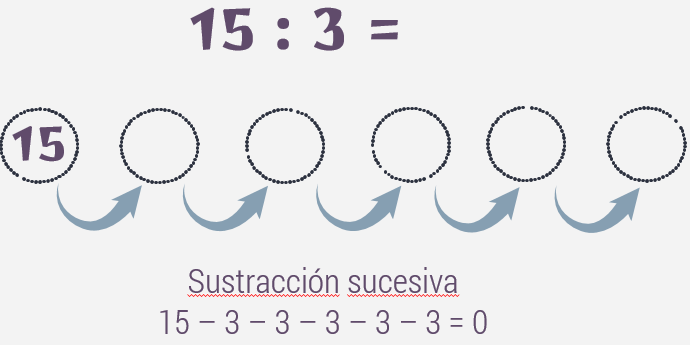 15 : 3 =
15
Sustracción sucesiva
15 – 3 – 3 – 3 – 3 – 3 = 0